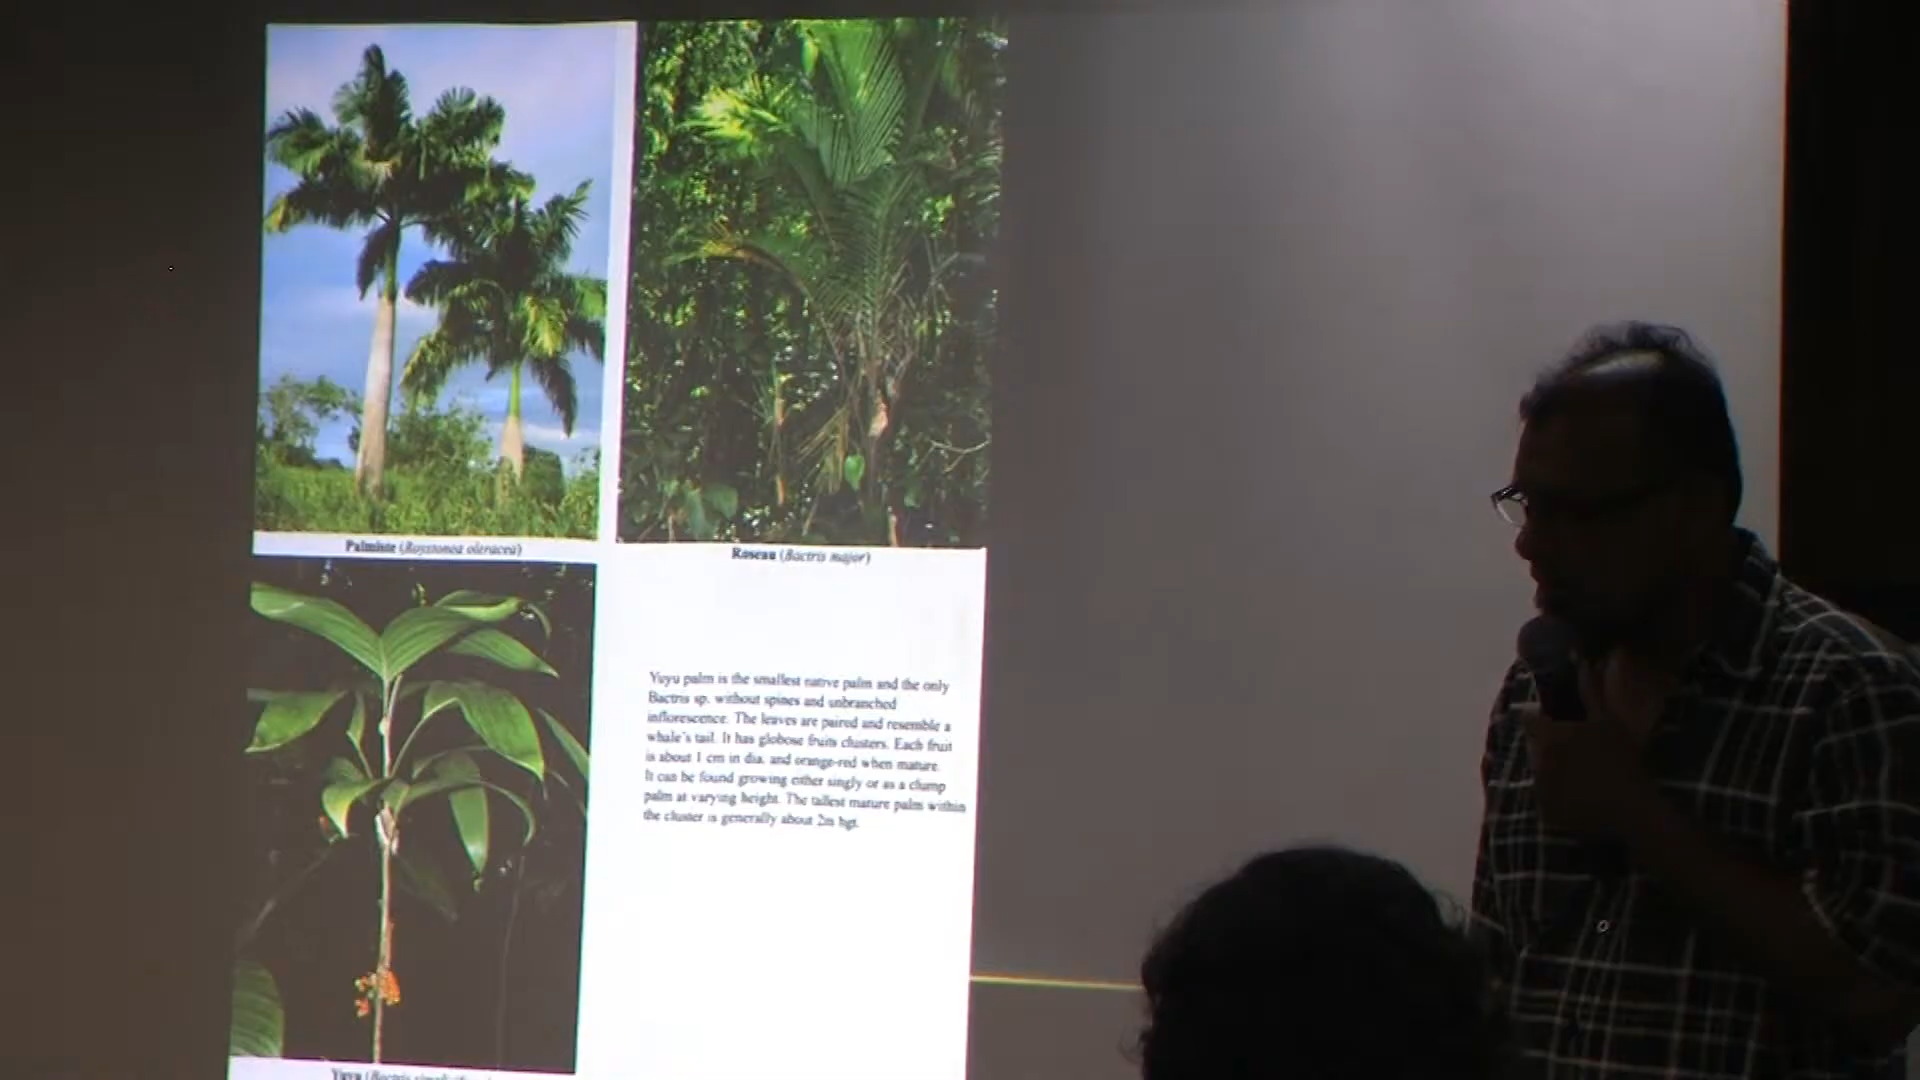 Palmiste (Roystonea oleracea)
Roseau (Bactris major)
Yuyu palm is the smallest native palm and the only
Bactris sp. without spines and unbranched
inflorescence. The leaves are paired and resemble a
whale's tail. It has globose fruits clusters. Each fruit
is about 1 cm in dia. and orange-red when mature.
It can be found growing either singly or as a clump
palm at varying height. The tallest mature palm within
the cluster is generally about 2m hgt.
(Bactris